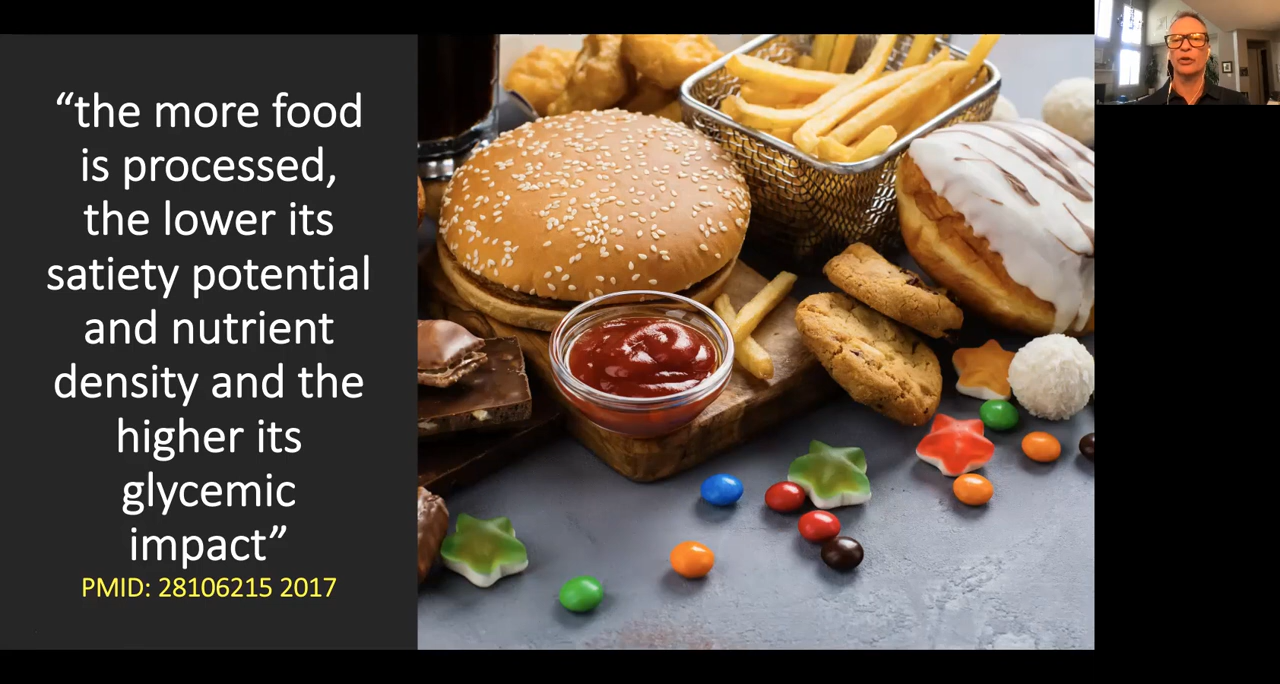 “the more food
is processed,
the lower its
satiety potential
and nutrient
density and the
higher its
glycemic
impact”
PMID: 28106215 2017